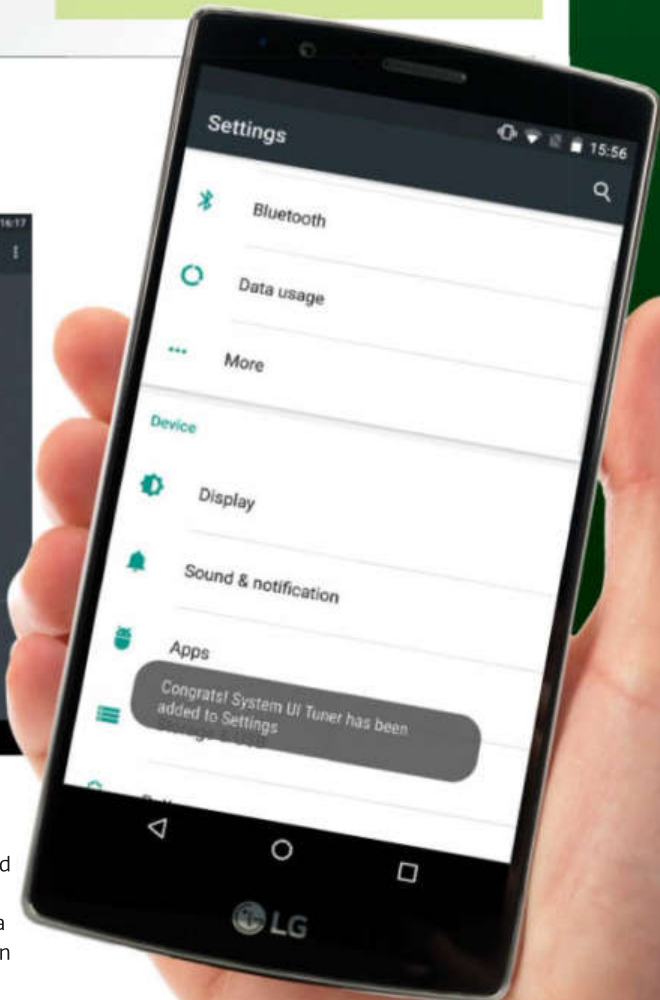 16:17
Settings
15:56
Bluetooth
Data usage
More
Device
Display
Sound & notification
Apps
Congrats! System UI Tuner has been
added to Settings
LG